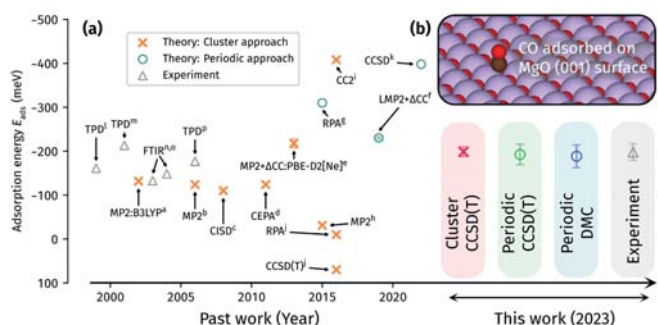 (a)
Theory: Cluster approach
Theory: Periodic approach
Experiment
Adsorption energy Eads (meV)
-500
-400
-300
-200
-100
0
100
TPDˡ
TPDᵐ
FTIRⁿ,ᵒ
TPDᵖ
MP2:B3LYPᵃ
MP2ᵇ
CISDᶜ
CEPAᵈ
MP2+ΔCC:PBE-D2[Ne]ᵉ
RPAᵍ
CC2ⁱ
CCSDᵏ
LMP2+ΔCCᶠ
MP2ʰ
RPAʲ
CCSD(T)ʲ
2000
2005
2010
2015
2020
Past work (Year)
(b)
CO adsorbed on
MgO (001) surface
Cluster
CCSD(T)
Periodic
CCSD(T)
Periodic
DMC
Experiment
This work (2023)